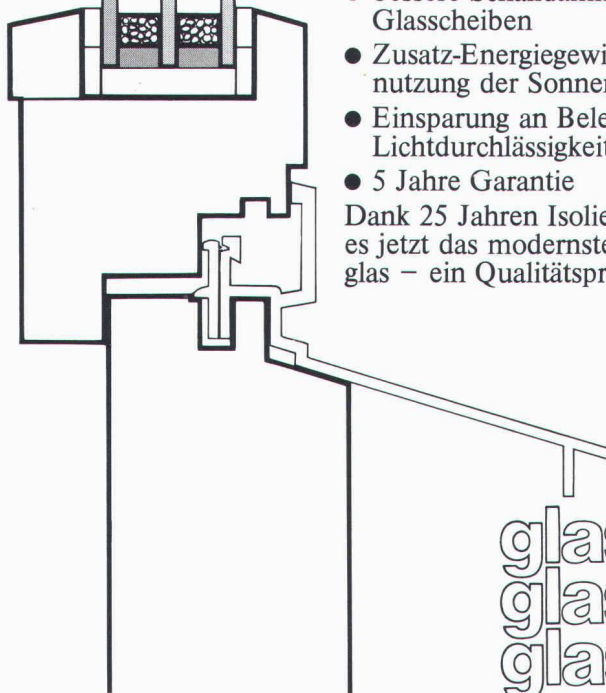 Glasscheiben
● Zusatz-Energiegewi
nutzung der Sonner
● Einsparung an Bele
Lichtdurchlässigkeit
● 5 Jahre Garantie
Dank 25 Jahren Isolie
es jetzt das modernste
glas – ein Qualitätspr
glas
glas
glas